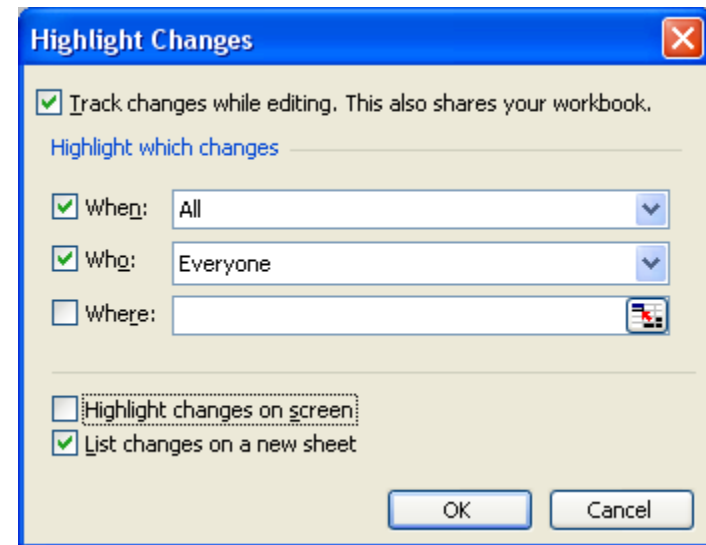 Highlight Changes
Track changes while editing. This also shares your workbook.
Highlight which changes
When: All
Who: Everyone
Where:
Highlight changes on screen
List changes on a new sheet
OK Cancel